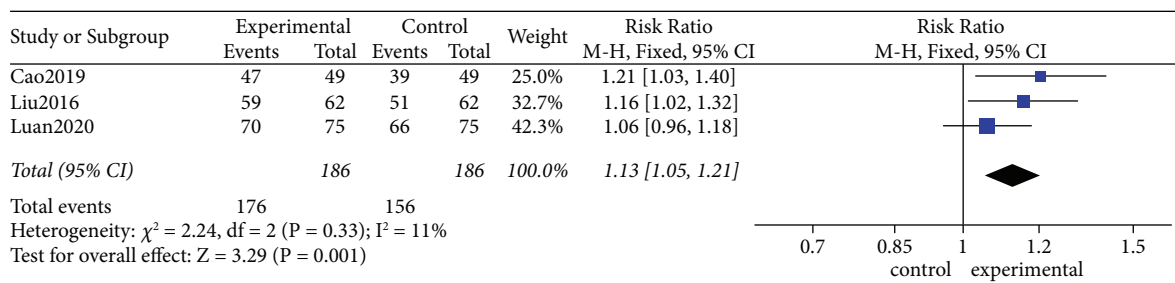 Study or Subgroup Experimental Control Weight Risk Ratio Risk Ratio
Events Total Events Total M-H, Fixed, 95% CI M-H, Fixed, 95% CI
Cao2019 47 49 39 49 25.0% 1.21 [1.03, 1.40]
Liu2016 59 62 51 62 32.7% 1.16 [1.02, 1.32]
Luan2020 70 75 66 75 42.3% 1.06 [0.96, 1.18]
Total (95% CI) 186 186 100.0% 1.13 [1.05, 1.21]
Total events 176 156
Heterogeneity: χ² = 2.24, df = 2 (P = 0.33); I² = 11%
Test for overall effect: Z = 3.29 (P = 0.001)
0.7 0.85 1 1.2 1.5
control experimental